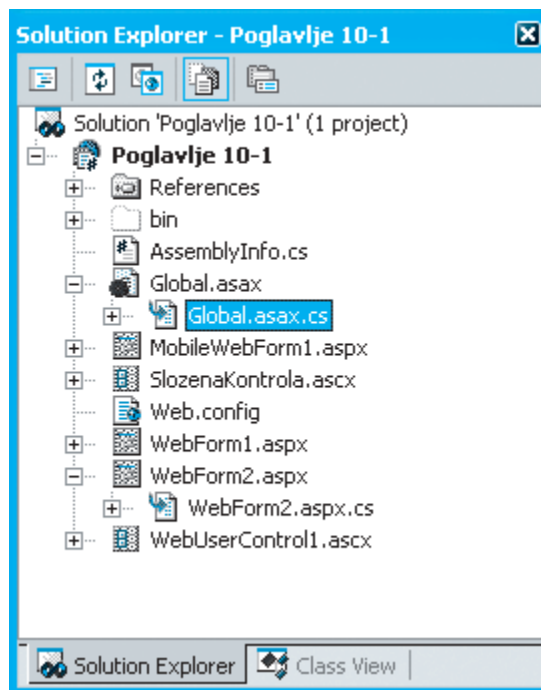 Solution Explorer - Poglavlje 10-1
Solution 'Poglavlje 10-1' (1 project)
Poglavlje 10-1
References
bin
AssemblyInfo.cs
Global.asax
Global.asax.cs
MobileWebForm1.aspx
SlozenaKontrola.ascx
Web.config
WebForm1.aspx
WebForm2.aspx
WebForm2.aspx.cs
WebUserControl1.ascx
Solution Explorer Class View